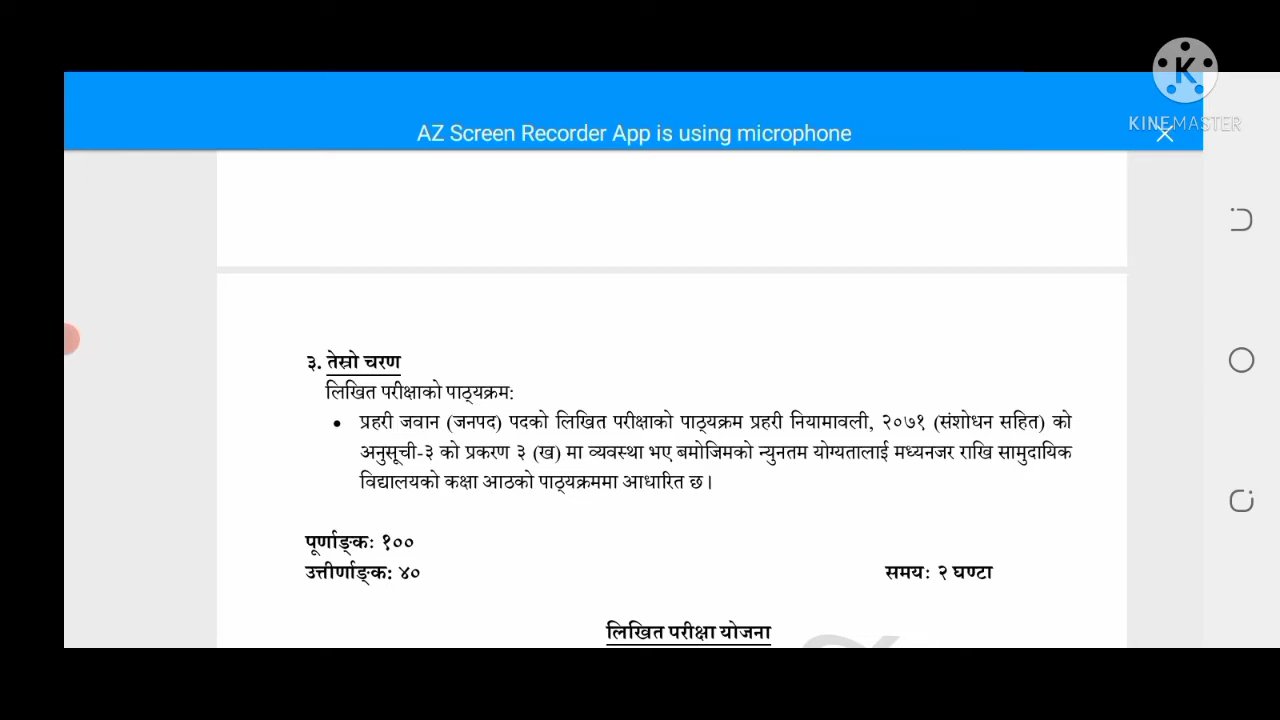 K
KINEMASTER
AZ Screen Recorder App is using microphone
३. तेस्रो चरण
लिखित परीक्षाको पाठ्यक्रम:
• प्रहरी जवान (जनपद) पदको लिखित परीक्षाको पाठ्यक्रम प्रहरी नियामावली, २०७१ (संशोधन सहित) को
अनुसूची-३ को प्रकरण ३ (ख) मा व्यवस्था भए बमोजिमको न्युनतम योग्यतालाई मध्यनजर राखि सामुदायिक
विद्यालयको कक्षा आठको पाठ्यक्रममा आधारित छ।
पूर्णाङ्क: १००
उत्तीर्णाङ्क: ४०
समय: २ घण्टा
लिखित परीक्षा योजना